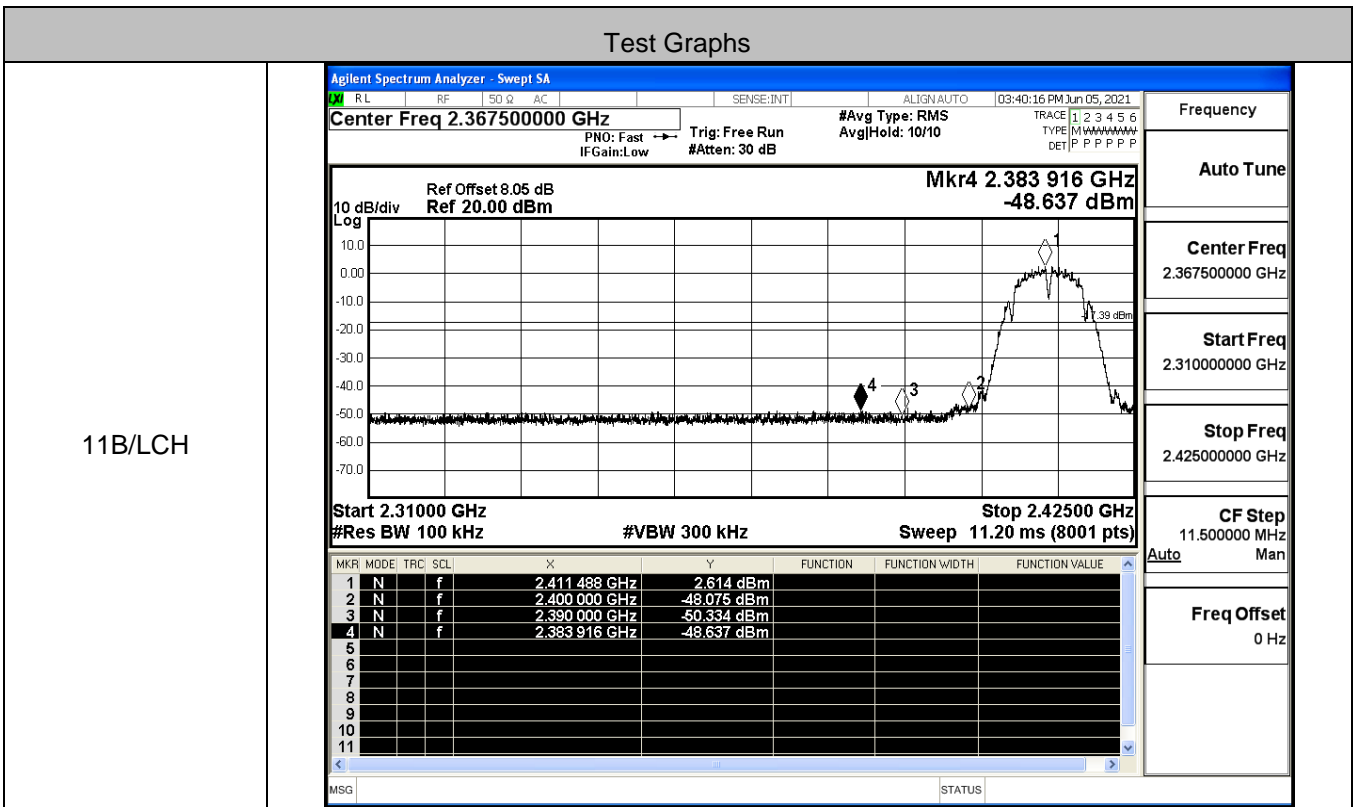 Test Graphs
11B/LCH
Agilent Spectrum Analyzer - Swept SA
LXI RL RF 50 Ω AC SENSE:INT ALIGNAUTO 03:40:16 PM Jun 05, 2021
Center Freq 2.367500000 GHz
PNO: Fast
IFGain:Low
Trig: Free Run
#Atten: 30 dB
#Avg Type: RMS
Avg|Hold: 10/10
TRACE 1 2 3 4 5 6
TYPE M WWWWW
DET P P P P P P
Frequency
Auto Tune
Center Freq
2.367500000 GHz
Start Freq
2.310000000 GHz
Stop Freq
2.425000000 GHz
CF Step
11.500000 MHz
Auto Man
Freq Offset
0 Hz
Mkr4 2.383 916 GHz
-48.637 dBm
Ref Offset 8.05 dB
10 dB/div Ref 20.00 dBm
Log
10.0
0.00
-10.0
-20.0
-30.0
-40.0
-50.0
-60.0
-70.0
1
4
3
2
Start 2.31000 GHz Stop 2.42500 GHz
#Res BW 100 kHz #VBW 300 kHz Sweep 11.20 ms (8001 pts)
MKR MODE TRC SCL X Y FUNCTION FUNCTION WIDTH FUNCTION VALUE
1 N f 2.411 488 GHz 2.614 dBm
2 N f 2.400 000 GHz -48.075 dBm
3 N f 2.390 000 GHz -50.334 dBm
4 N f 2.383 916 GHz -48.637 dBm
5
6
7
8
9
10
11
MSG STATUS